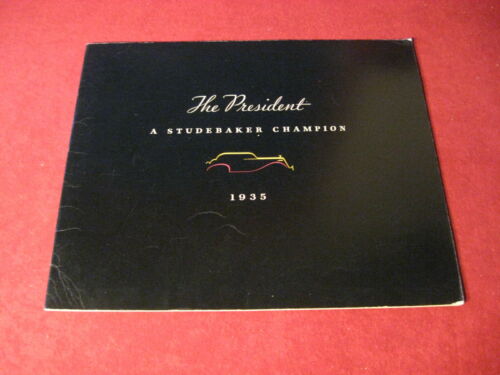 The President
A STUDEBAKER CHAMPION
1935